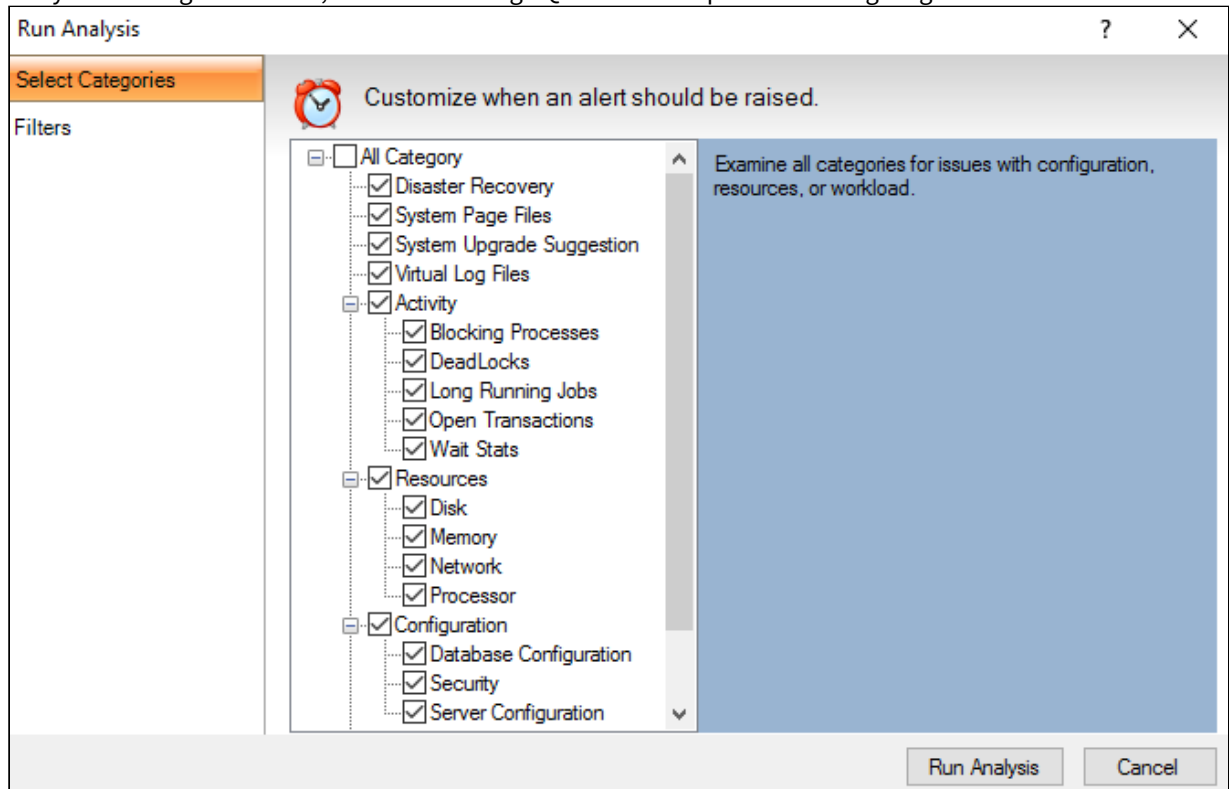 Run Analysis ?
Select Categories
Filters
Customize when an alert should be raised.
All Category
Disaster Recovery
System Page Files
System Upgrade Suggestion
Virtual Log Files
Activity
Blocking Processes
DeadLocks
Long Running Jobs
Open Transactions
Wait Stats
Resources
Disk
Memory
Network
Processor
Configuration
Database Configuration
Security
Server Configuration
Examine all categories for issues with configuration,
resources, or workload.
Run Analysis
Cancel